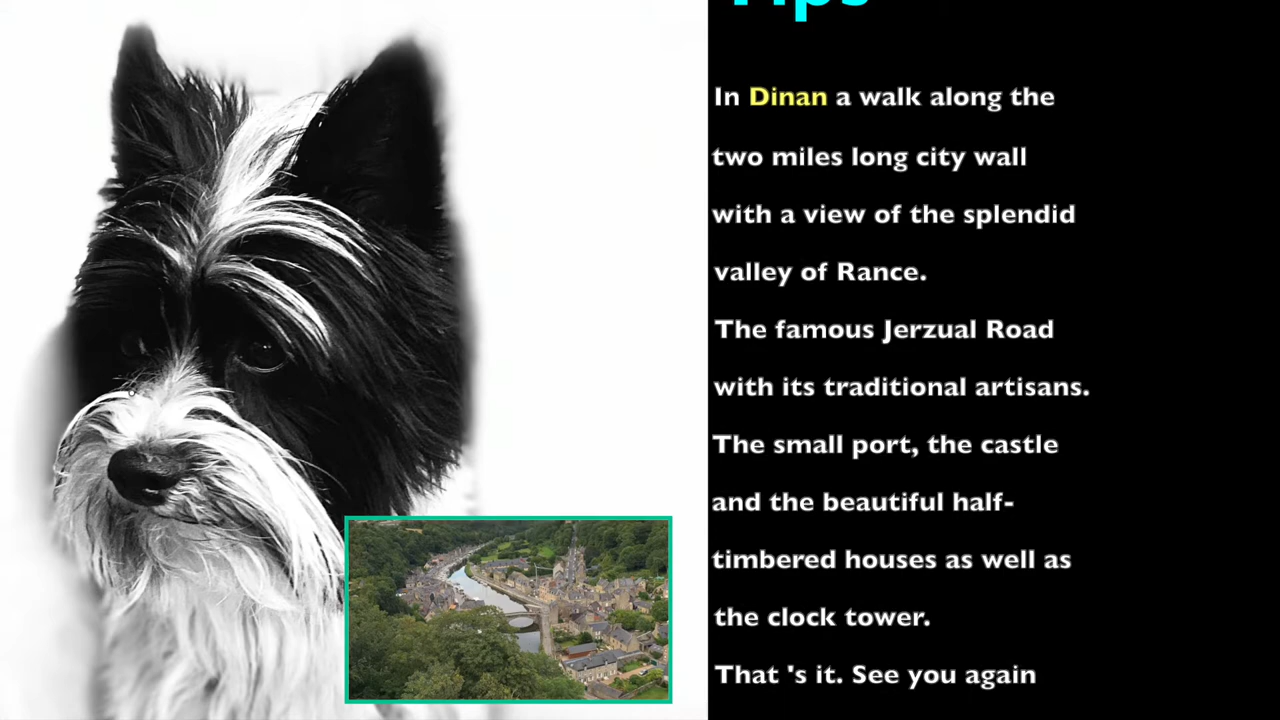 Tips
In Dinan a walk along the
two miles long city wall
with a view of the splendid
valley of Rance.
The famous Jerzual Road
with its traditional artisans.
The small port, the castle
and the beautiful half-
timbered houses as well as
the clock tower.
That 's it. See you again